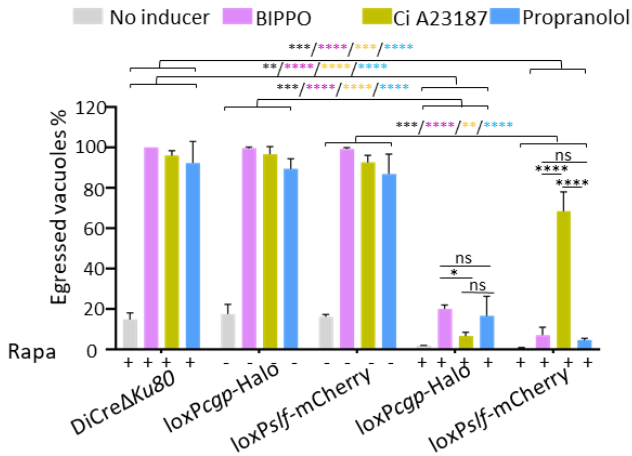 No inducer BIPPO Ci A23187 Propranolol
***/****/***/****
**/****/****/****
***/****/****/****
***/****/**/****
ns
****
****
ns
*
ns
120
100
80
60
40
20
0
Egressed vacuoles %
Rapa + + + + - - - - - - - - + + + + + + + +
DiCreΔKu80 loxPcgp-Halo loxPslf-mCherry loxPcgp-Halo loxPslf-mCherry